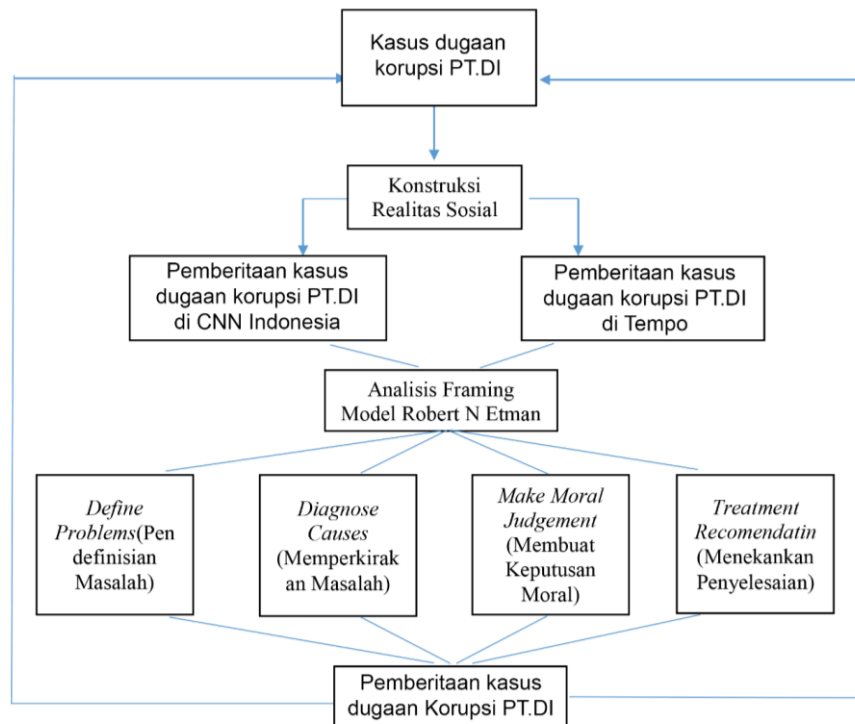 Kasus dugaan
korupsi PT.DI
Konstruksi
Realitas Sosial
Pemberitaan kasus
dugaan korupsi PT.DI
di CNN Indonesia
Pemberitaan kasus
dugaan korupsi PT.DI
di Tempo
Analisis Framing
Model Robert N Etman
Define
Problems(Pen
definisian
Masalah)
Diagnose
Causes
(Memperkirak
an Masalah)
Make Moral
Judgement
(Membuat
Keputusan
Moral)
Treatment
Recomendatin
(Menekankan
Penyelesaian)
Pemberitaan kasus
dugaan Korupsi PT.DI